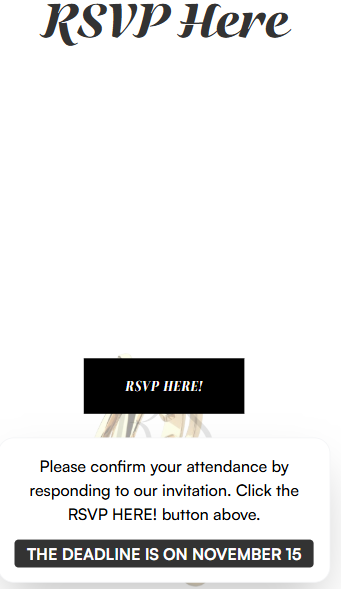 RSVP Here
RSVP HERE!
Please confirm your attendance by
responding to our invitation. Click the
RSVP HERE! button above.
THE DEADLINE IS ON NOVEMBER 15